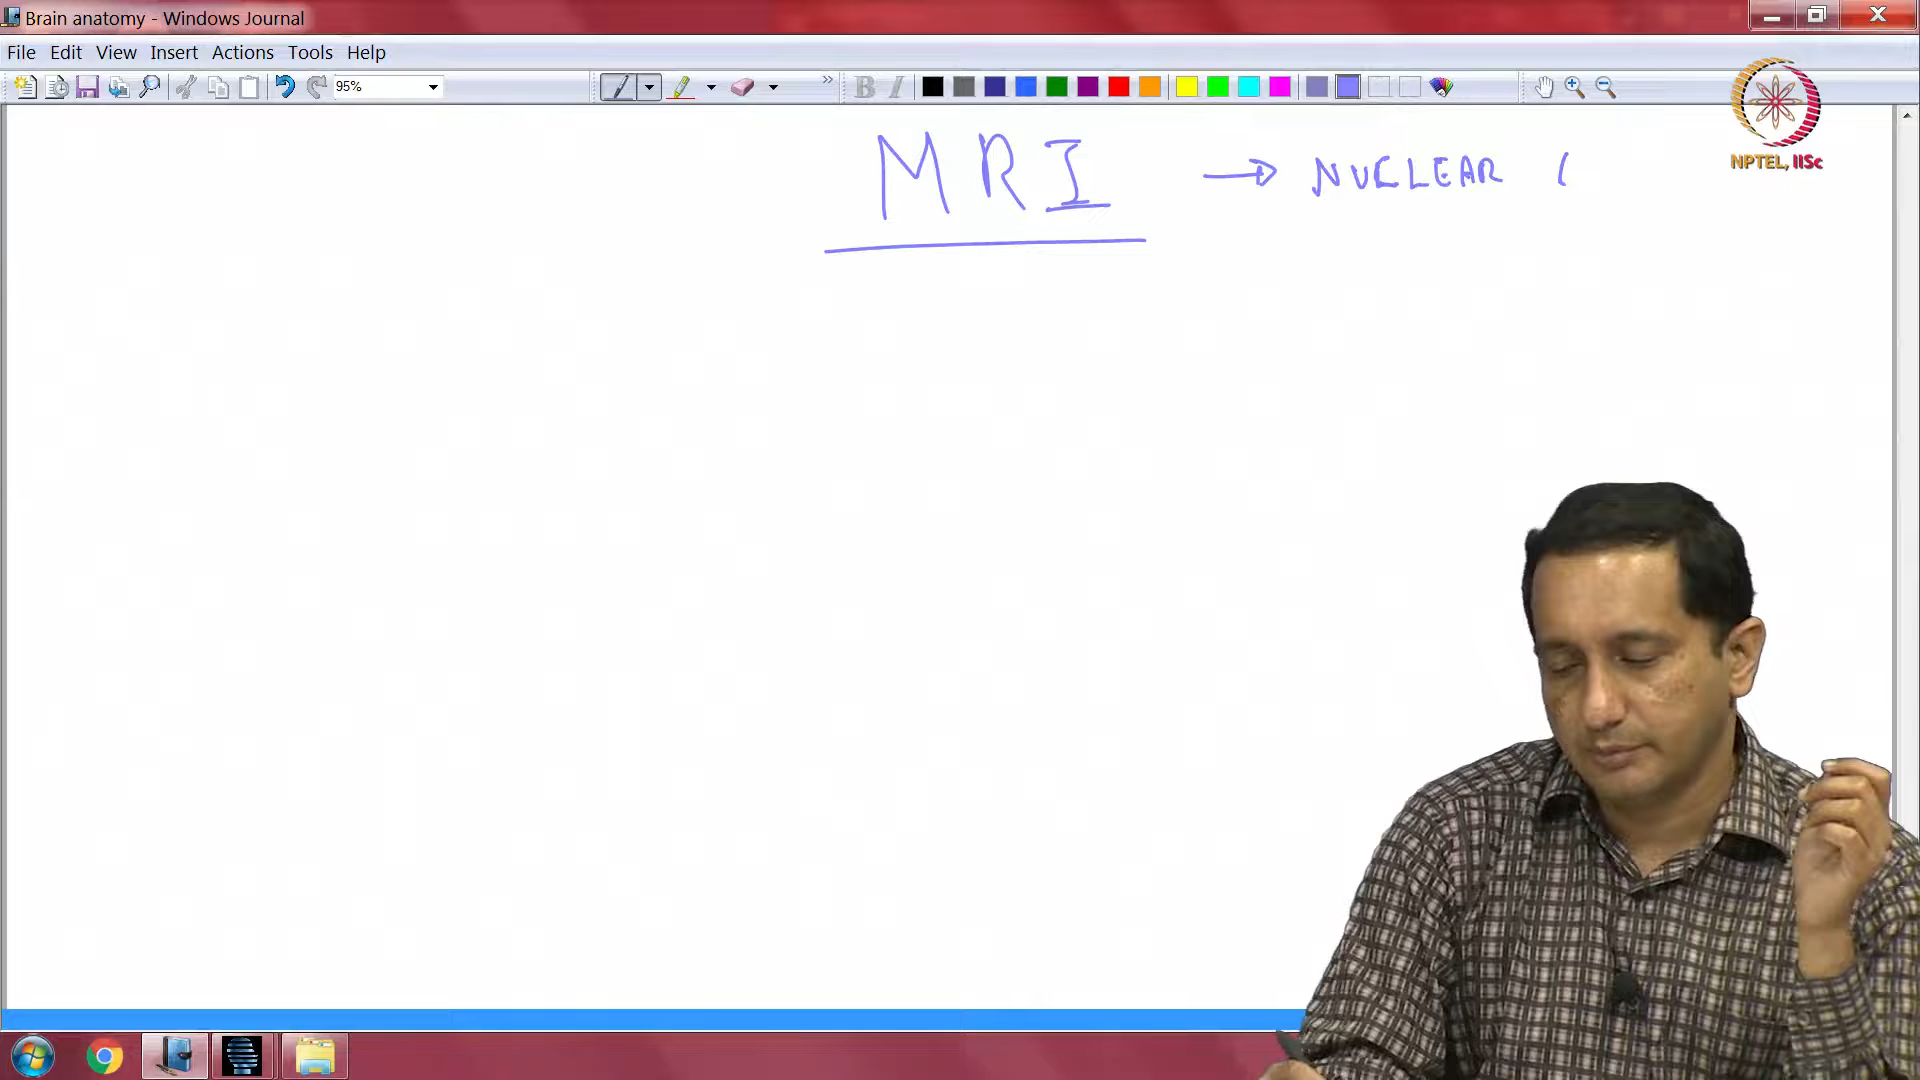 Brain anatomy - Windows Journal
File Edit View Insert Actions Tools Help
95%
B I
NPTEL, IISc
MRI → NUCLEAR (